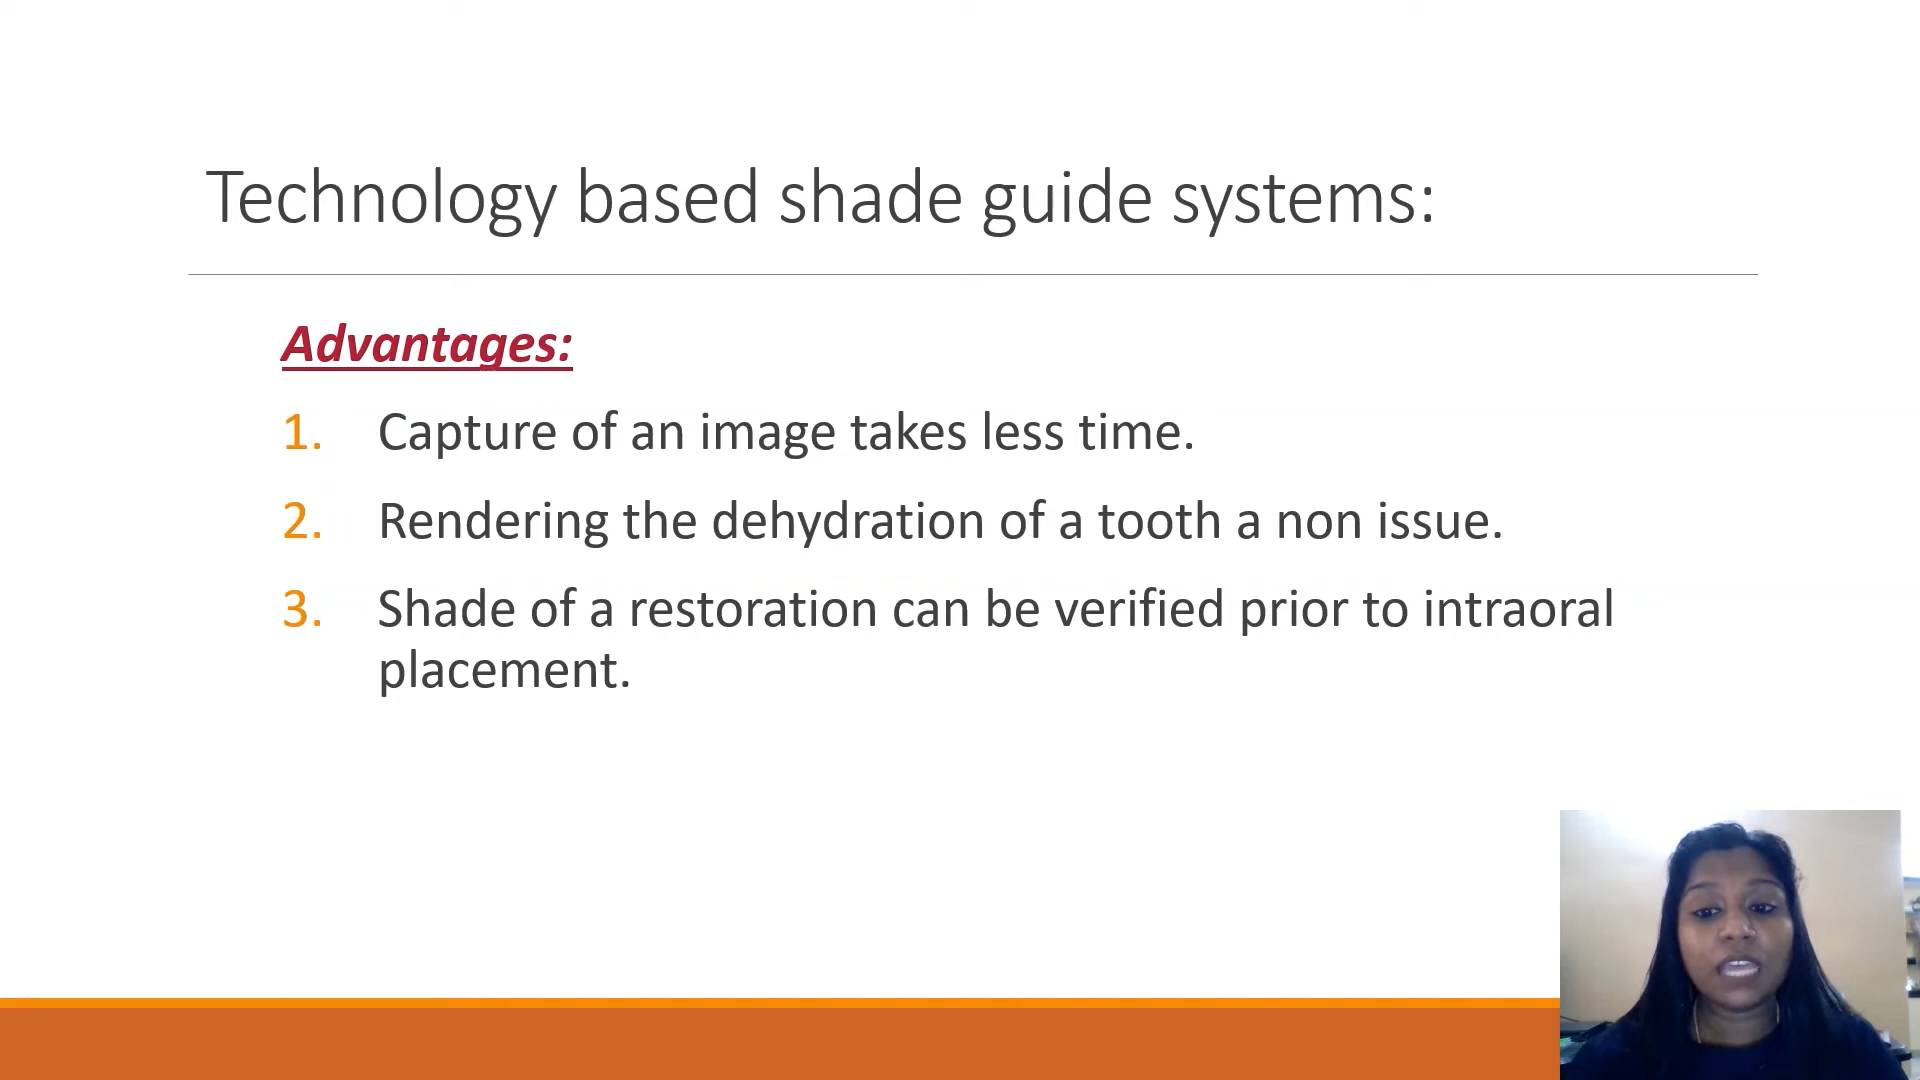 Technology based shade guide systems:
Advantages:
1. Capture of an image takes less time.
2. Rendering the dehydration of a tooth a non issue.
3. Shade of a restoration can be verified prior to intraoral
placement.